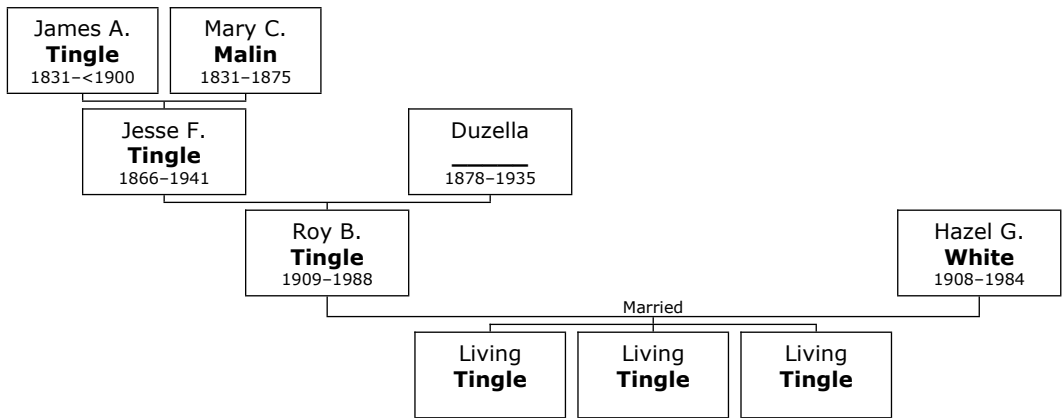 James A.
Tingle
1831–<1900
Mary C.
Malin
1831–1875
Jesse F.
Tingle
1866–1941
Duzella
______
1878–1935
Roy B.
Tingle
1909–1988
Hazel G.
White
1908–1984
Married
Living
Tingle
Living
Tingle
Living
Tingle